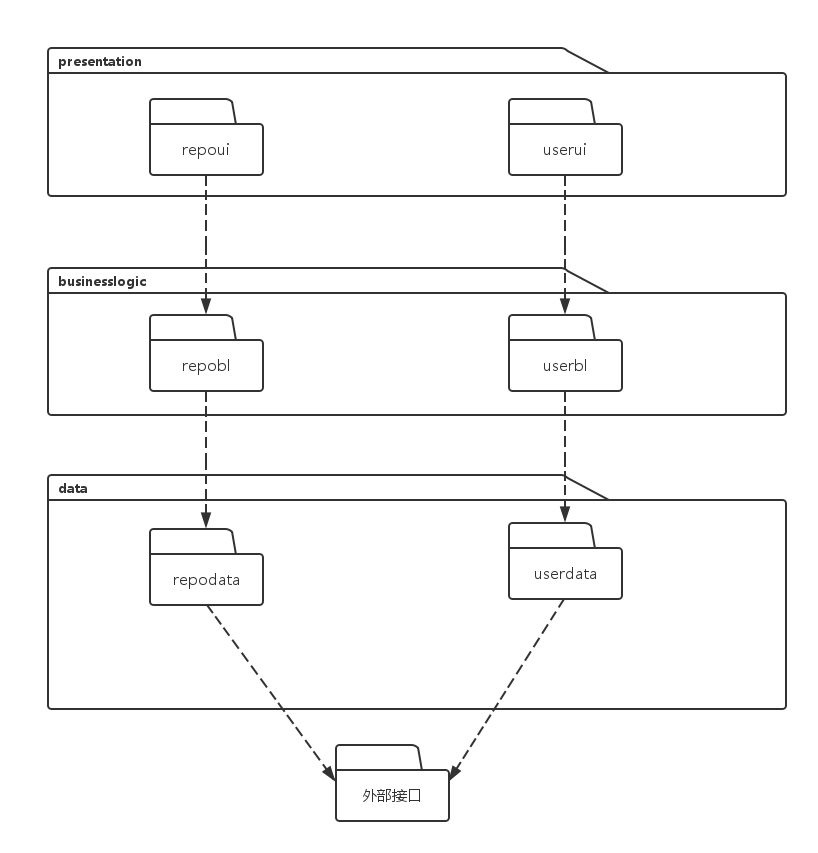 presentation
repoui
userui
businesslogic
repobl
userbl
data
repodata
userdata
外部接口